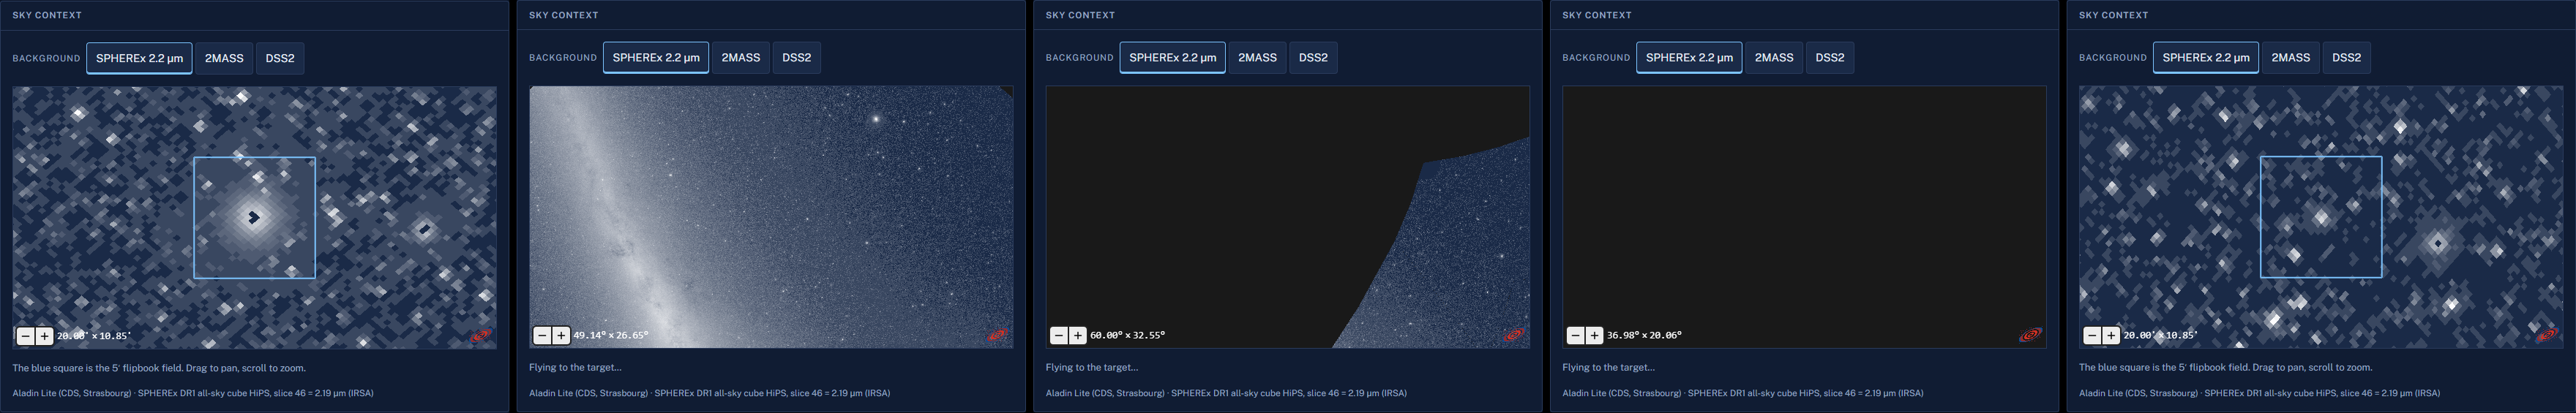 SKY CONTEXT
BACKGROUND SPHEREx 2.2 µm 2MASS DSS2
− + 20.00' × 10.85'
The blue square is the 5′ flipbook field. Drag to pan, scroll to zoom.
Aladin Lite (CDS, Strasbourg) · SPHEREx DR1 all-sky cube HiPS, slice 46 = 2.19 µm (IRSA)
SKY CONTEXT
BACKGROUND SPHEREx 2.2 µm 2MASS DSS2
− + 49.14° × 26.65°
Flying to the target…
Aladin Lite (CDS, Strasbourg) · SPHEREx DR1 all-sky cube HiPS, slice 46 = 2.19 µm (IRSA)
SKY CONTEXT
BACKGROUND SPHEREx 2.2 µm 2MASS DSS2
− + 60.00° × 32.55°
Flying to the target…
Aladin Lite (CDS, Strasbourg) · SPHEREx DR1 all-sky cube HiPS, slice 46 = 2.19 µm (IRSA)
SKY CONTEXT
BACKGROUND SPHEREx 2.2 µm 2MASS DSS2
− + 36.98° × 20.06°
Flying to the target…
Aladin Lite (CDS, Strasbourg) · SPHEREx DR1 all-sky cube HiPS, slice 46 = 2.19 µm (IRSA)
SKY CONTEXT
BACKGROUND SPHEREx 2.2 µm 2MASS DSS2
− + 20.00' × 10.85'
The blue square is the 5′ flipbook field. Drag to pan, scroll to zoom.
Aladin Lite (CDS, Strasbourg) · SPHEREx DR1 all-sky cube HiPS, slice 46 = 2.19 µm (IRSA)